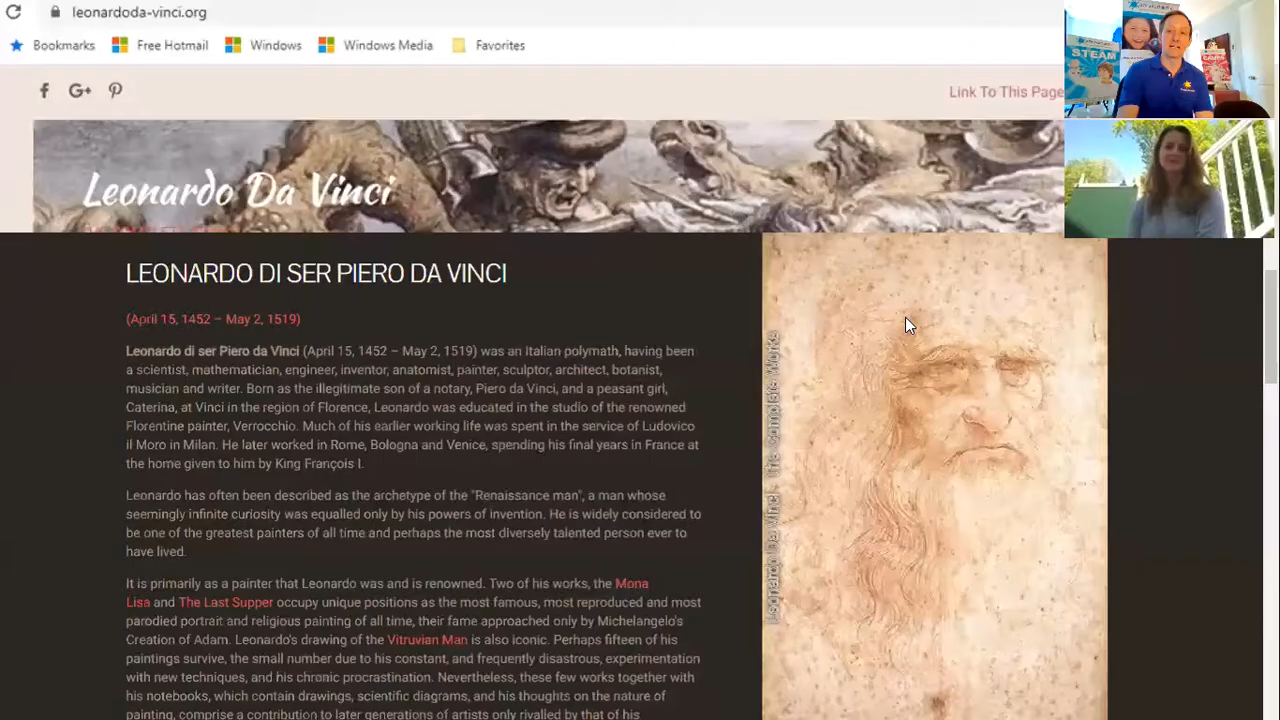 leonardoda-vinci.org
Bookmarks Free Hotmail Windows Windows Media Favorites
f G+ Link To This Page
Leonardo Da Vinci
STEAM
CAMPS
LEONARDO DI SER PIERO DA VINCI
(April 15, 1452 – May 2, 1519)
Leonardo di ser Piero da Vinci (April 15, 1452 – May 2, 1519) was an Italian polymath, having been
a scientist, mathematician, engineer, inventor, anatomist, painter, sculptor, architect, botanist,
musician and writer. Born as the illegitimate son of a notary, Piero da Vinci, and a peasant girl,
Caterina, at Vinci in the region of Florence, Leonardo was educated in the studio of the renowned
Florentine painter, Verrocchio. Much of his earlier working life was spent in the service of Ludovico
il Moro in Milan. He later worked in Rome, Bologna and Venice, spending his final years in France at
the home given to him by King François I.
Leonardo has often been described as the archetype of the "Renaissance man", a man whose
seemingly infinite curiosity was equalled only by his powers of invention. He is widely considered to
be one of the greatest painters of all time and perhaps the most diversely talented person ever to
have lived.
It is primarily as a painter that Leonardo was and is renowned. Two of his works, the Mona
Lisa and The Last Supper occupy unique positions as the most famous, most reproduced and most
parodied portrait and religious painting of all time, their fame approached only by Michelangelo's
Creation of Adam. Leonardo's drawing of the Vitruvian Man is also iconic. Perhaps fifteen of his
paintings survive, the small number due to his constant, and frequently disastrous, experimentation
with new techniques, and his chronic procrastination. Nevertheless, these few works together with
his notebooks, which contain drawings, scientific diagrams, and his thoughts on the nature of
painting, comprise a contribution to later generations of artists only rivalled by that of his
Leonardo Da Vinci - the complete works